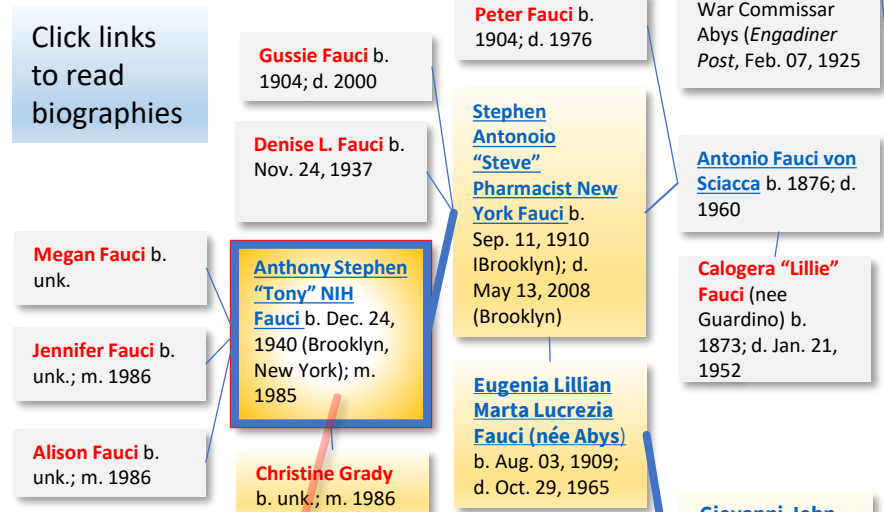 Click links
to read
biographies
Gussie Fauci b.
1904; d. 2000
Denise L. Fauci b.
Nov. 24, 1937
Megan Fauci b.
unk.
Jennifer Fauci b.
unk.; m. 1986
Alison Fauci b.
unk.; m. 1986
Anthony Stephen
“Tony” NIH
Fauci b. Dec. 24,
1940 (Brooklyn,
New York); m.
1985
Christine Grady
b. unk.; m. 1986
Peter Fauci b.
1904; d. 1976
Stephen
Antonoio
“Steve”
Pharmacist New
York Fauci b.
Sep. 11, 1910
IBrooklyn); d.
May 13, 2008
(Brooklyn)
Eugenia Lillian
Marta Lucrezia
Fauci (née Abys)
b. Aug. 03, 1909;
d. Oct. 29, 1965
War Commissar
Abys (Engadiner
Post, Feb. 07, 1925
Antonio Fauci von
Sciacca b. 1876; d.
1960
Calogera “Lillie”
Fauci (nee
Guardino) b.
1873; d. Jan. 21,
1952
Giovanni John